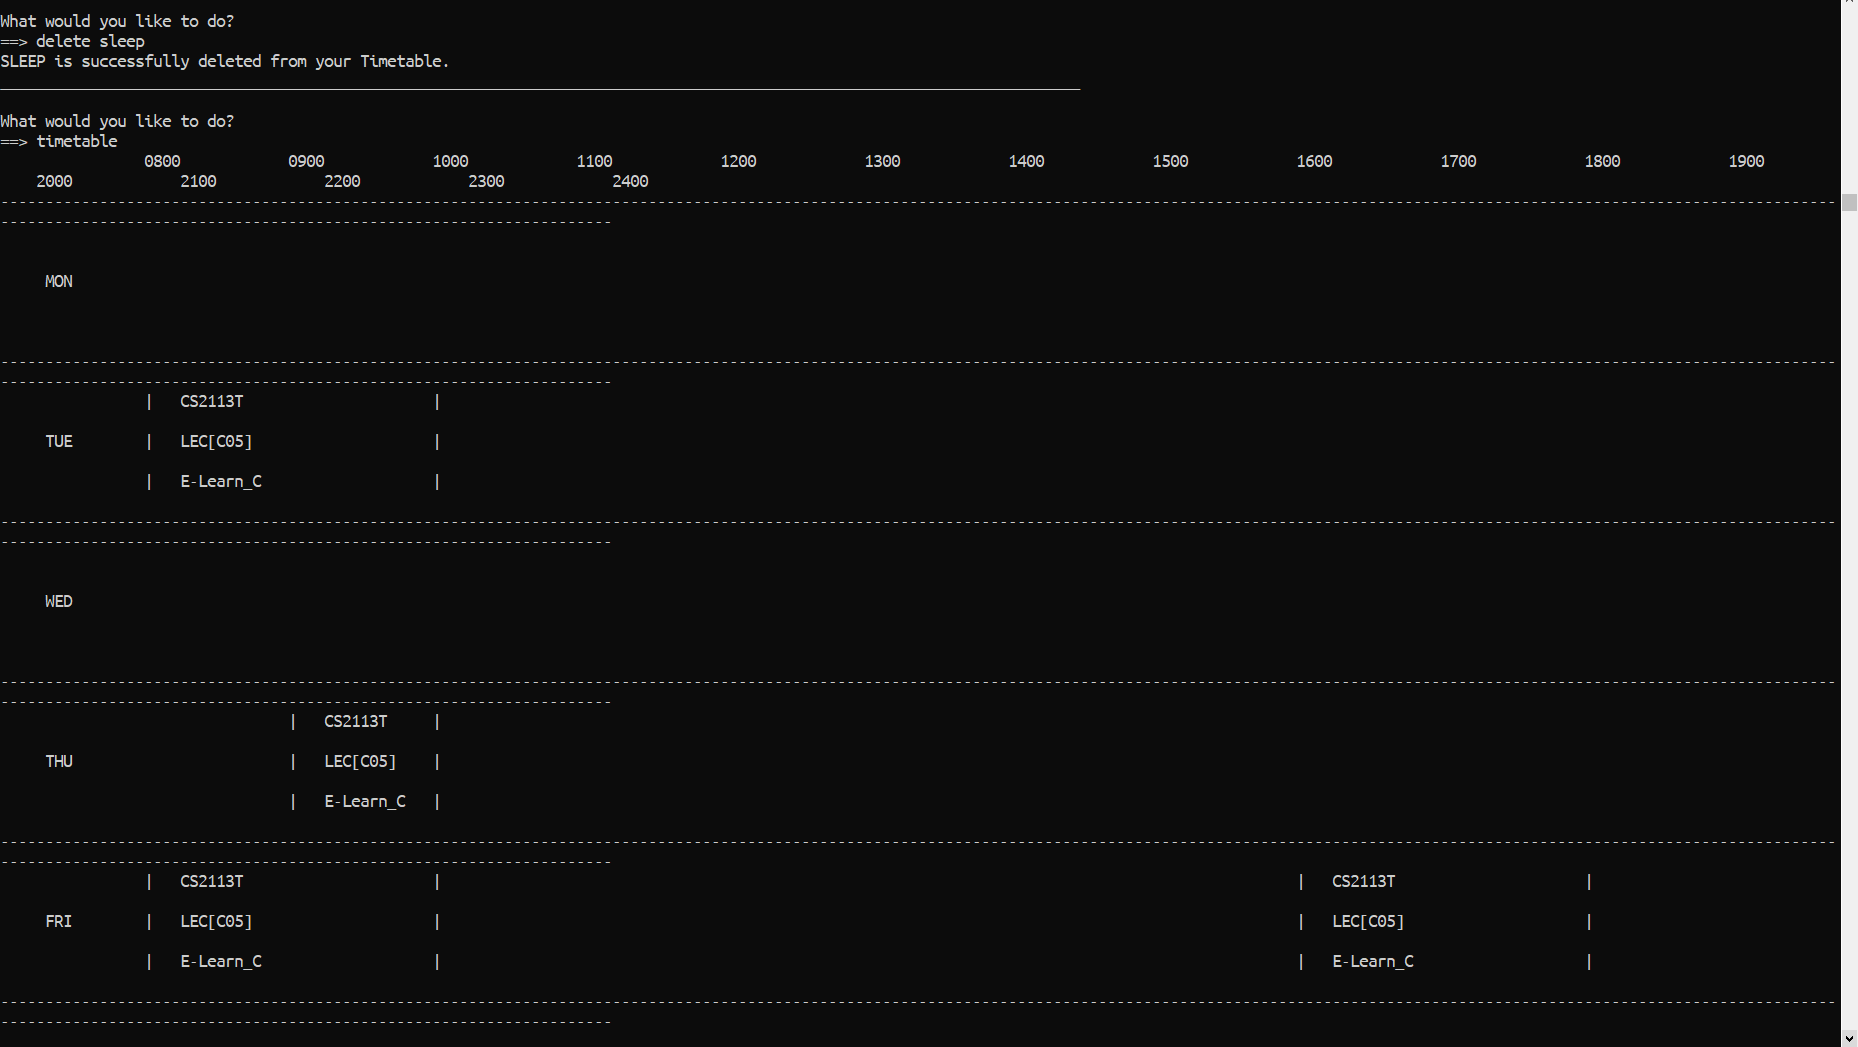 What would you like to do?
==> delete sleep
SLEEP is successfully deleted from your Timetable.
________________________________________________________________________________________________________________________
What would you like to do?
==> timetable
0800 0900 1000 1100 1200 1300 1400 1500 1600 1700 1800 1900
2000 2100 2200 2300 2400
MON
| CS2113T |
TUE | LEC[C05] |
| E-Learn_C |
WED
| CS2113T |
THU | LEC[C05] |
| E-Learn_C |
| CS2113T | | CS2113T |
FRI | LEC[C05] | | LEC[C05] |
| E-Learn_C | | E-Learn_C |